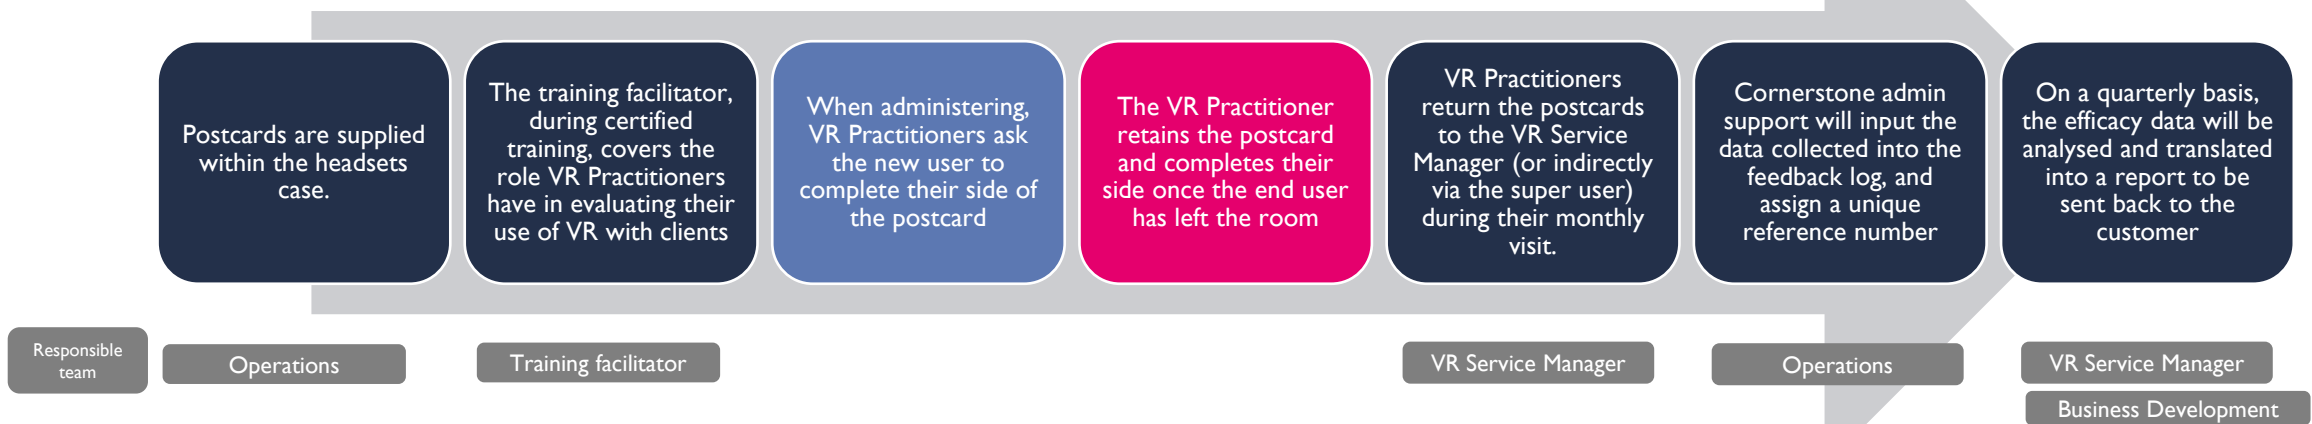 Postcards are supplied
within the headsets
case.
The training facilitator,
during certified
training, covers the
role VR Practitioners
have in evaluating their
use of VR with clients
When administering,
VR Practitioners ask
the new user to
complete their side of
the postcard
The VR Practitioner
retains the postcard
and completes their
side once the end user
has left the room
VR Practitioners
return the postcards
to the VR Service
Manager (or indirectly
via the super user)
during their monthly
visit.
Cornerstone admin
support will input the
data collected into the
feedback log, and
assign a unique
reference number
On a quarterly basis,
the efficacy data will be
analysed and translated
into a report to be
sent back to the
customer
Responsible
team
Operations
Training facilitator
VR Service Manager
Operations
VR Service Manager
Business Development